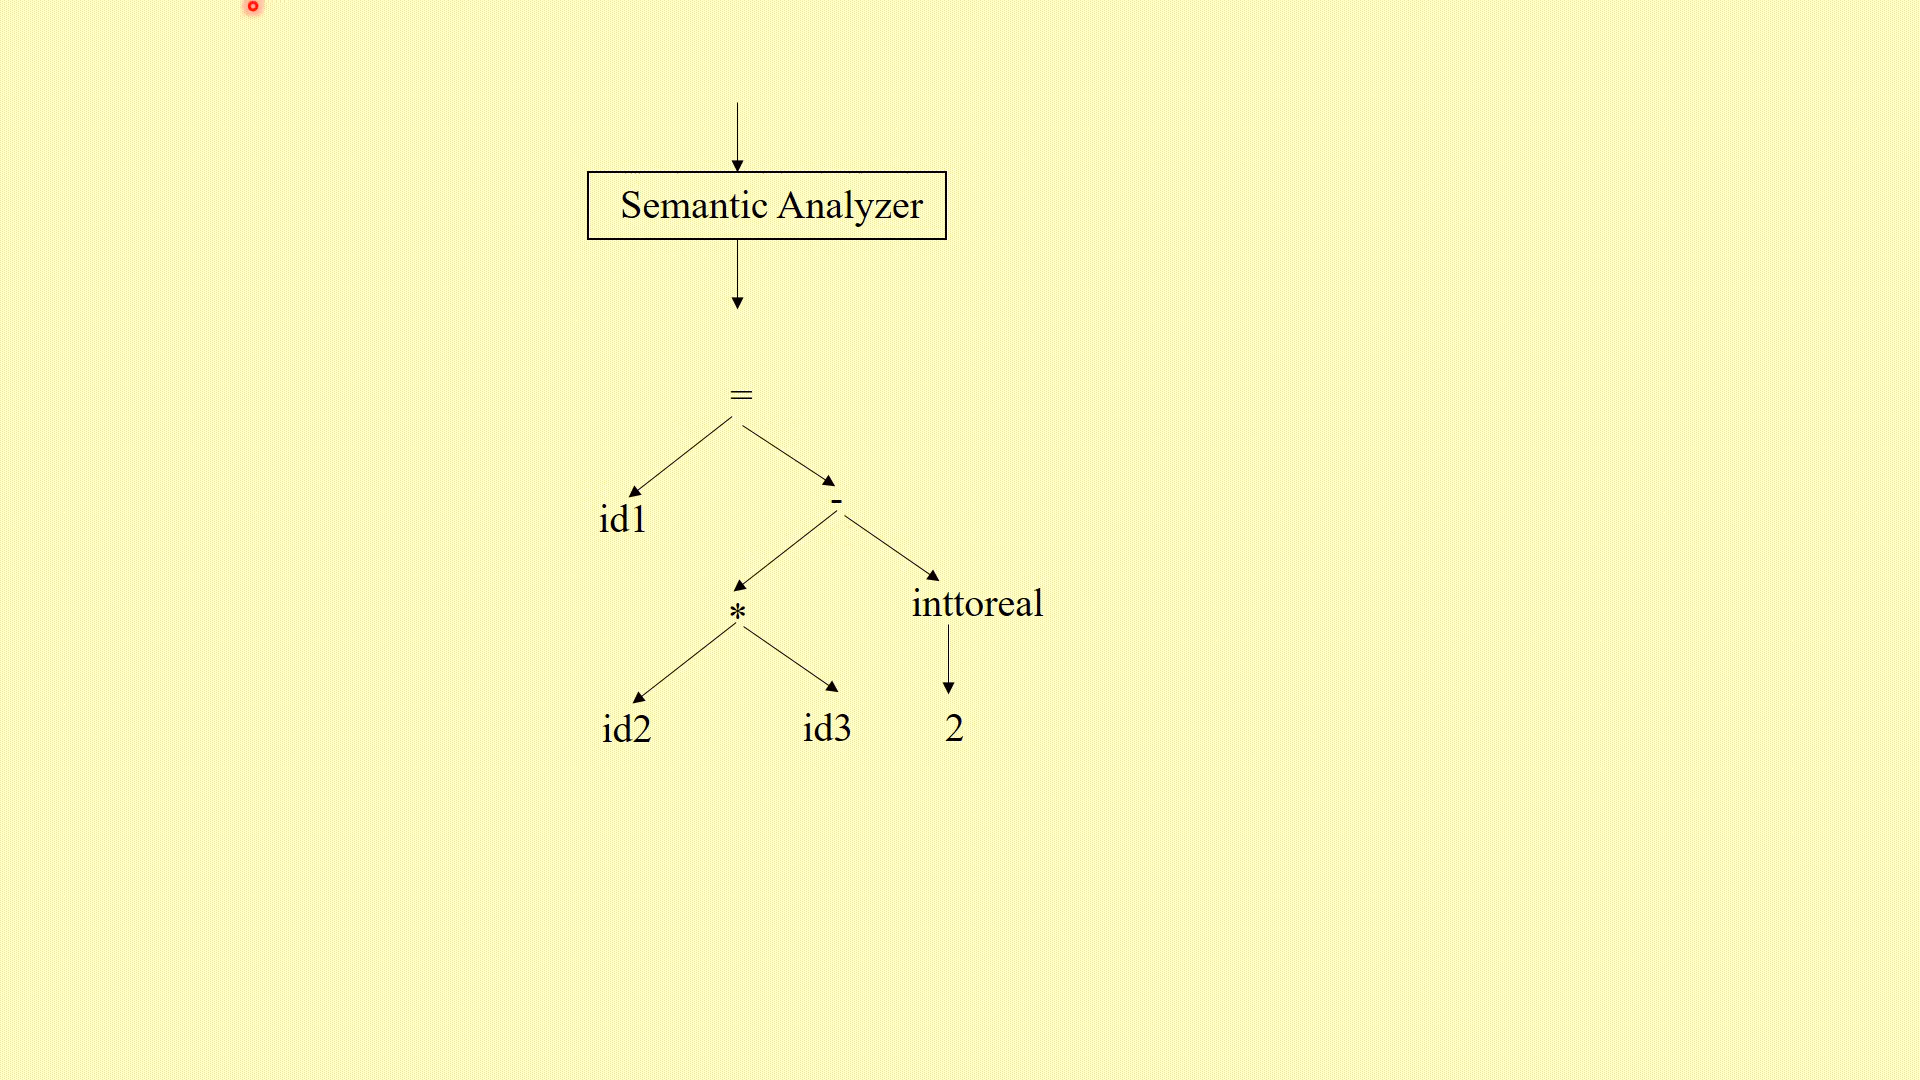 Semantic Analyzer
=
id1
-
*
inttoreal
id2
id3
2